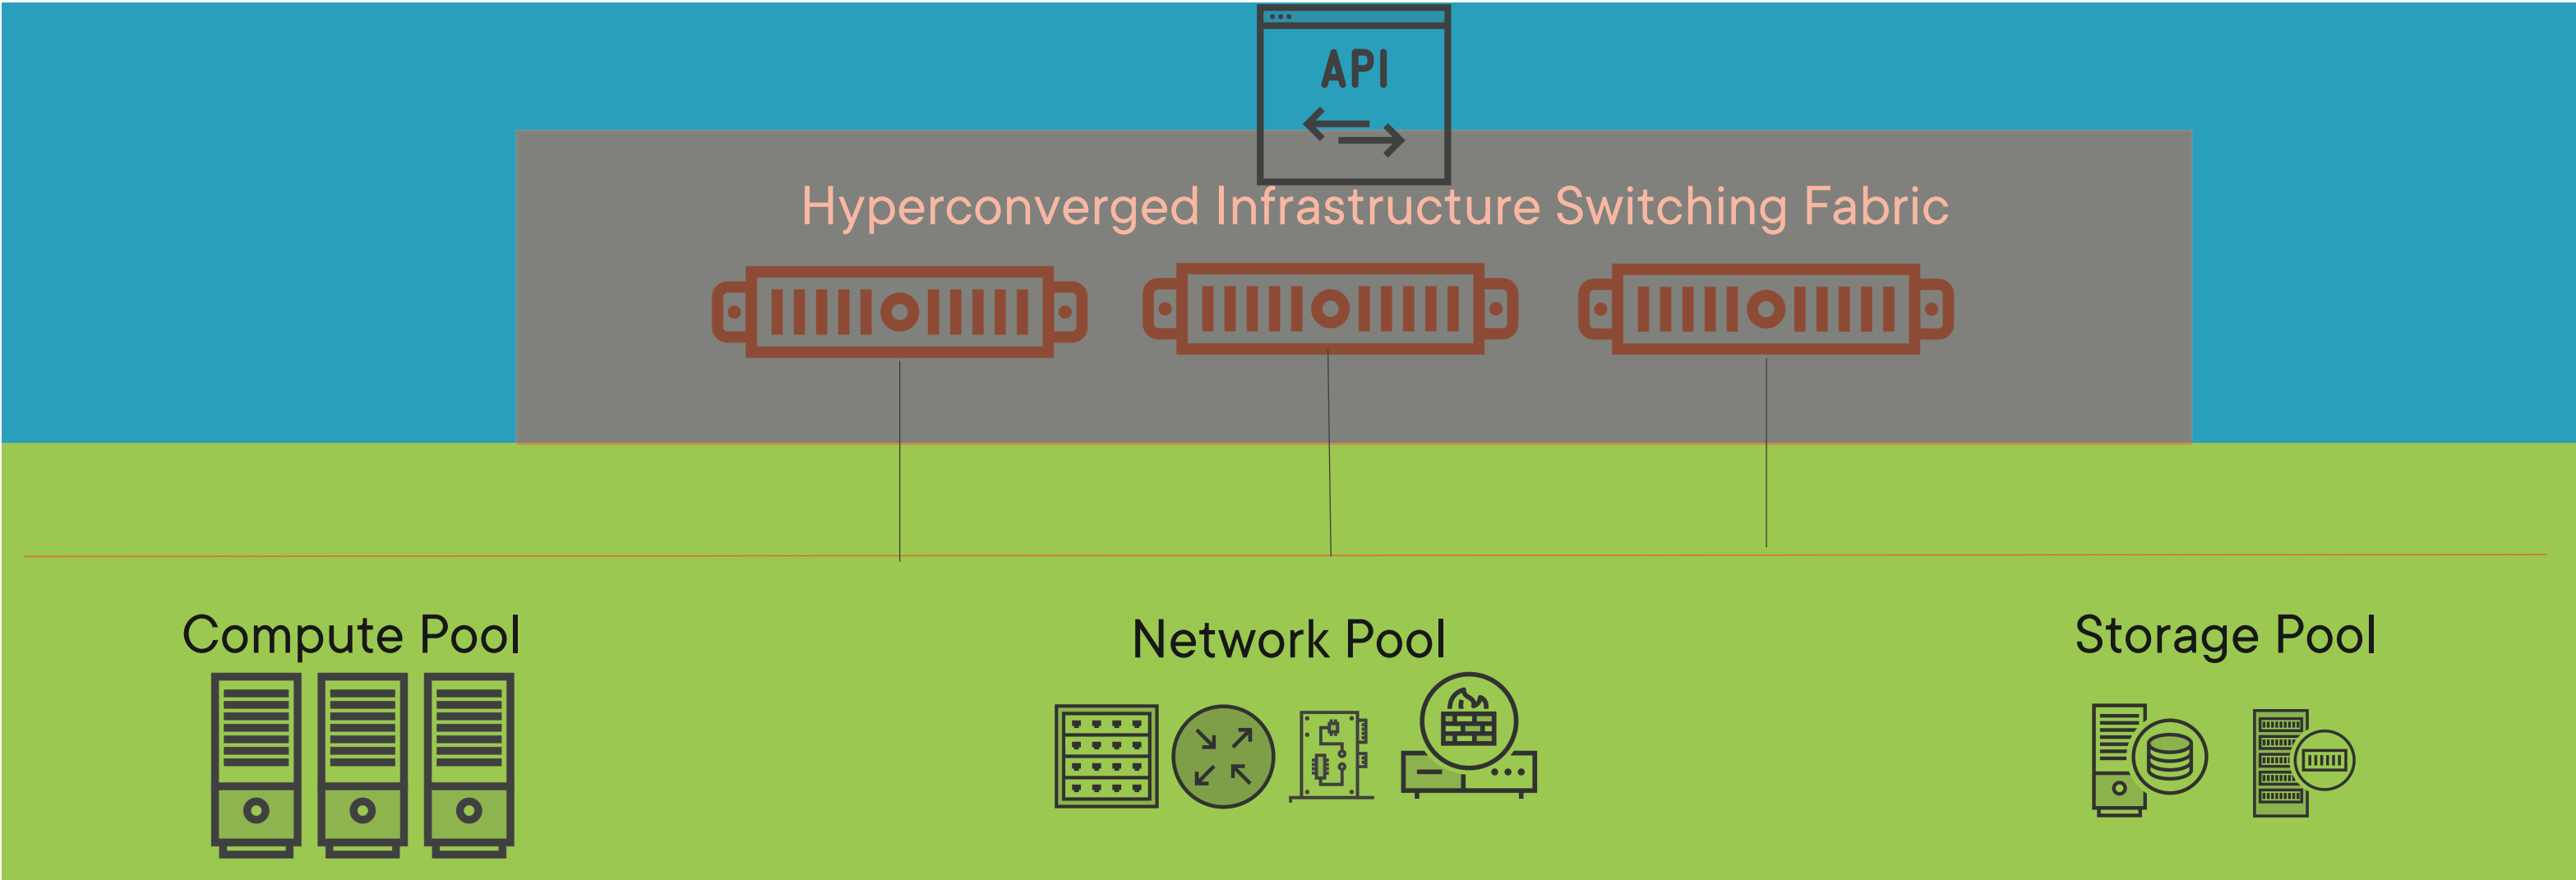 API
Hyperconverged Infrastructure Switching Fabric
Compute Pool
Network Pool
Storage Pool